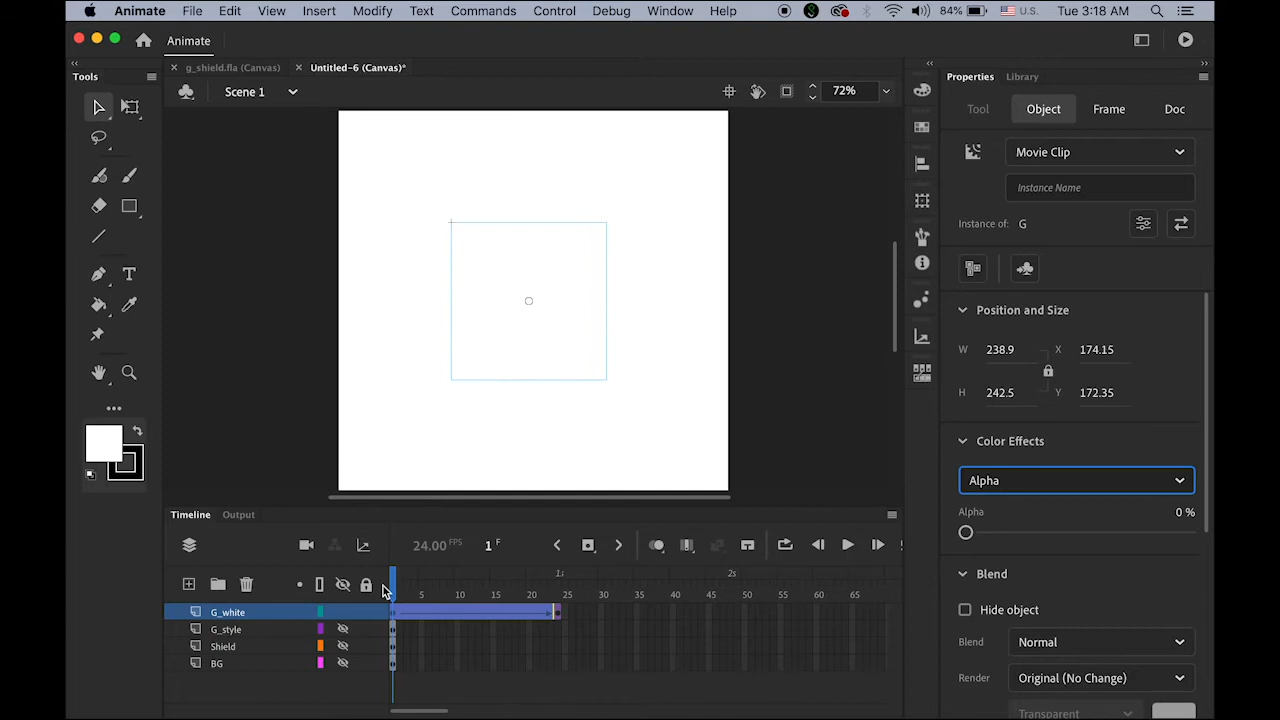 Animate File Edit View Insert Modify Text Commands Control Debug Window Help 84% U.S. Tue 3:18 AM
Animate
Tools
g_shield.fla (Canvas) Untitled-6 (Canvas)*
Properties Library
Scene 1 72%
Tool Object Frame Doc
Movie Clip
Instance Name
Instance of: G
Position and Size
W 238.9 X 174.15
H 242.5 Y 172.35
Color Effects
Alpha
Alpha 0 %
Timeline Output
24.00 FPS 1 F
Blend
1s 2s
5 10 15 20 25 30 35 40 45 50 55 60 65
G_white
G_style
Shield
BG
Hide object
Blend Normal
Render Original (No Change)
Transparent